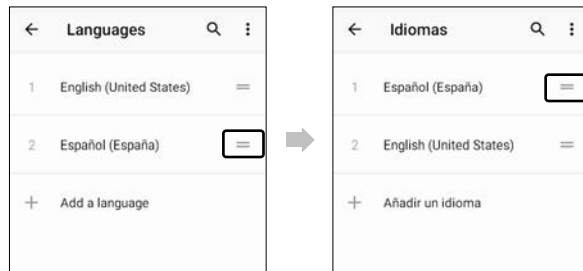 Languages
1 English (United States)
2 Español (España)
Add a language
Idiomas
1 Español (España)
2 English (United States)
Añadir un idioma